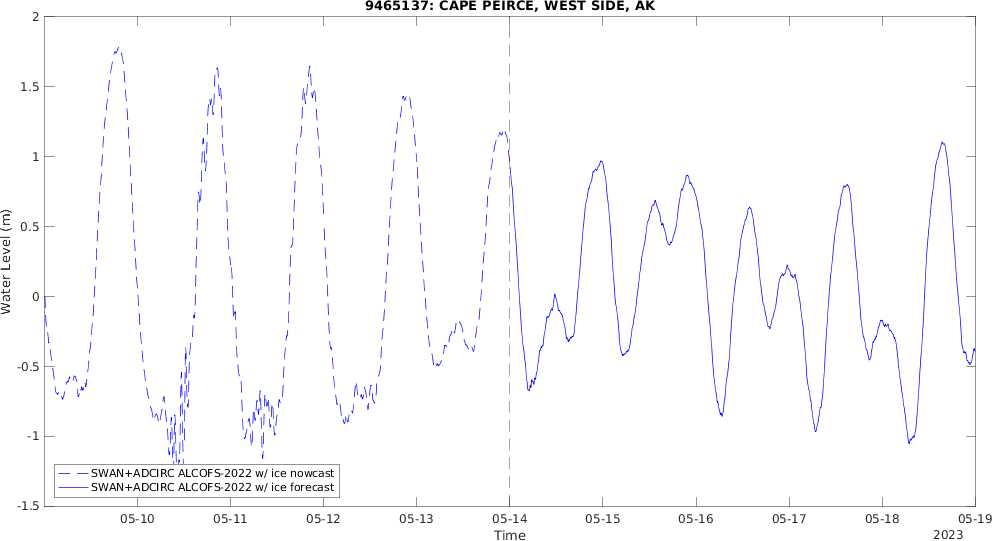 9465137: CAPE PEIRCE, WEST SIDE, AK
2
1.5
1
0.5
0
-0.5
-1
-1.5
Water Level (m)
SWAN+ADCIRC ALCOFS-2022 w/ ice nowcast
SWAN+ADCIRC ALCOFS-2022 w/ ice forecast
05-10 05-11 05-12 05-13 05-14 05-15 05-16 05-17 05-18 05-19
Time
2023